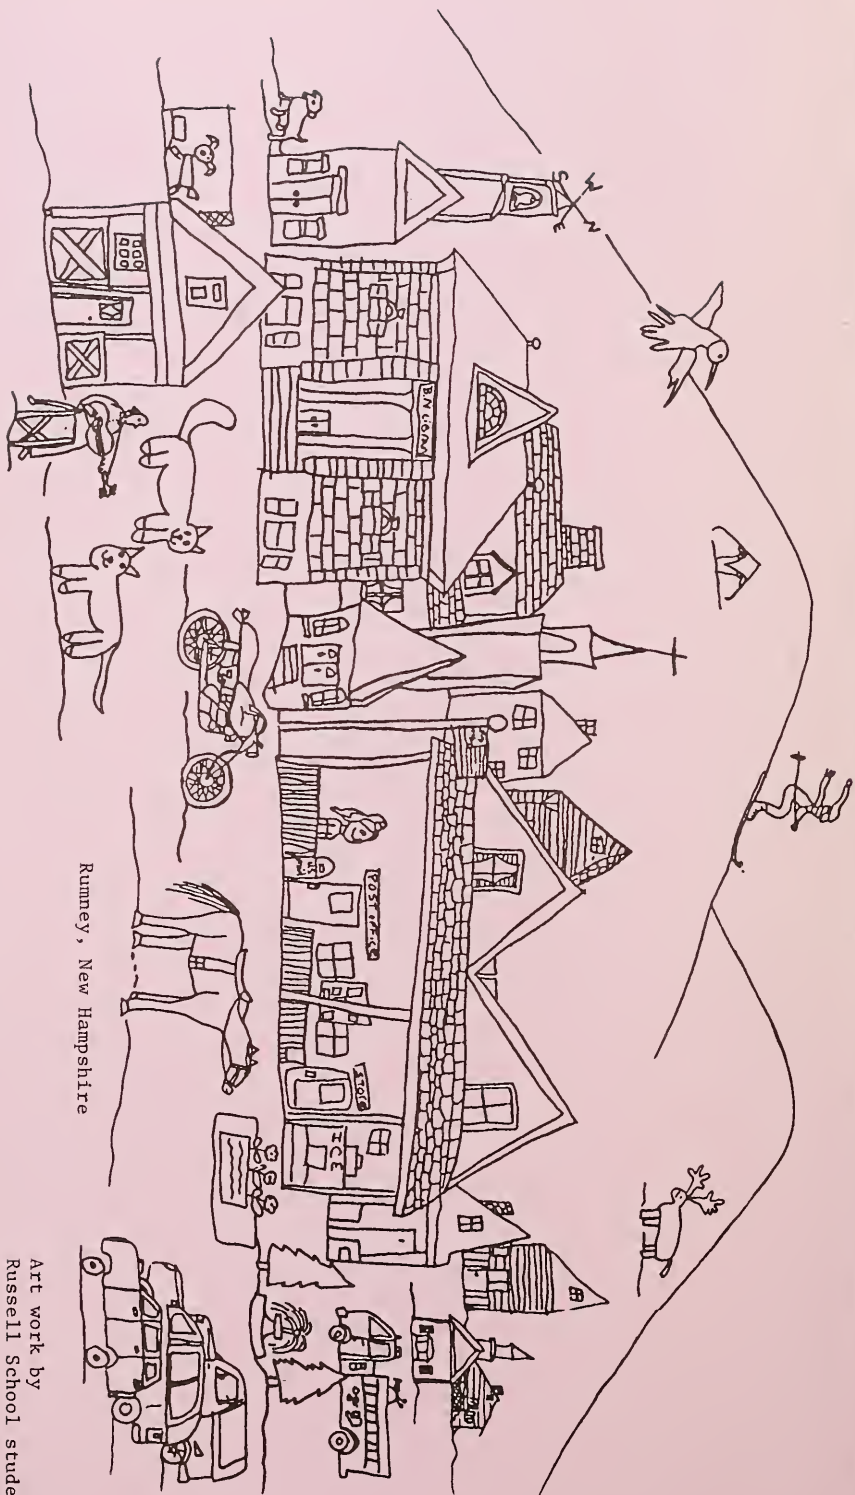 W N
S E
POST OFFICE
STORE
ICE
Rumney, New Hampshire
Art work by
Russell School stude